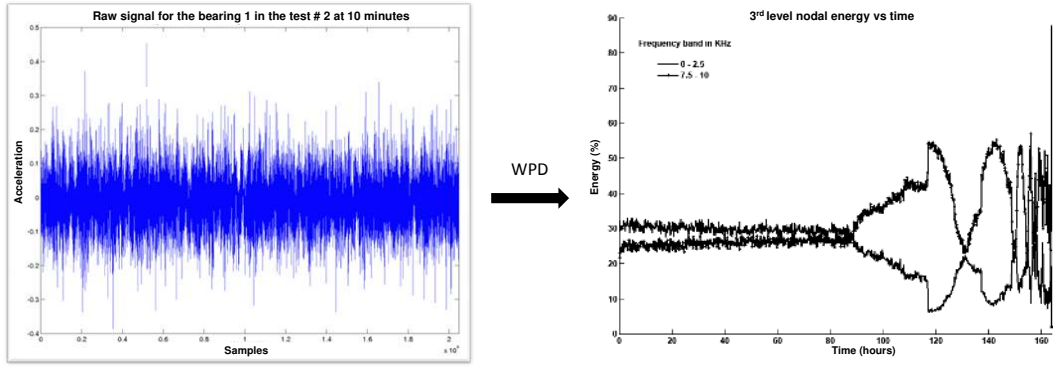 Raw signal for the bearing 1 in the test # 2 at 10 minutes
0.5
0.4
0.3
0.2
0.1
0
-0.1
-0.2
-0.3
-0.4
Acceleration
0 0.2 0.4 0.6 0.8 1 1.2 1.4 1.6 1.8 2
Samples
WPD
3rd level nodal energy vs time
Frequency band in KHz
0 - 2.5
7.5 - 10
90
80
70
60
50
40
30
20
10
0
Energy (%)
0 20 40 60 80 100 120 140 160
Time (hours)